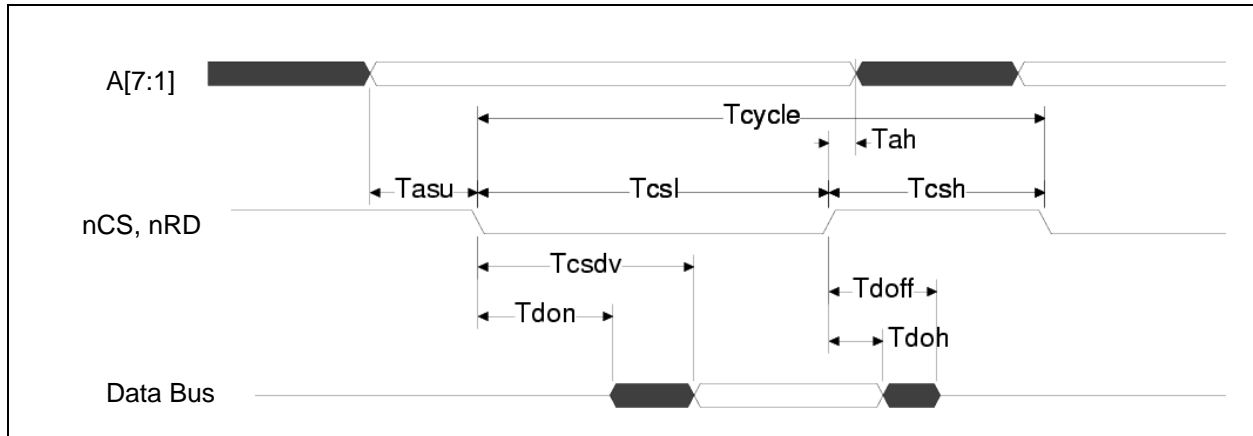 A[7:1]
Tcycle
Tah
Tasu
Tcsl
Tcsh
nCS, nRD
Tcsdv
Tdoff
Tdon
Tdoh
Data Bus